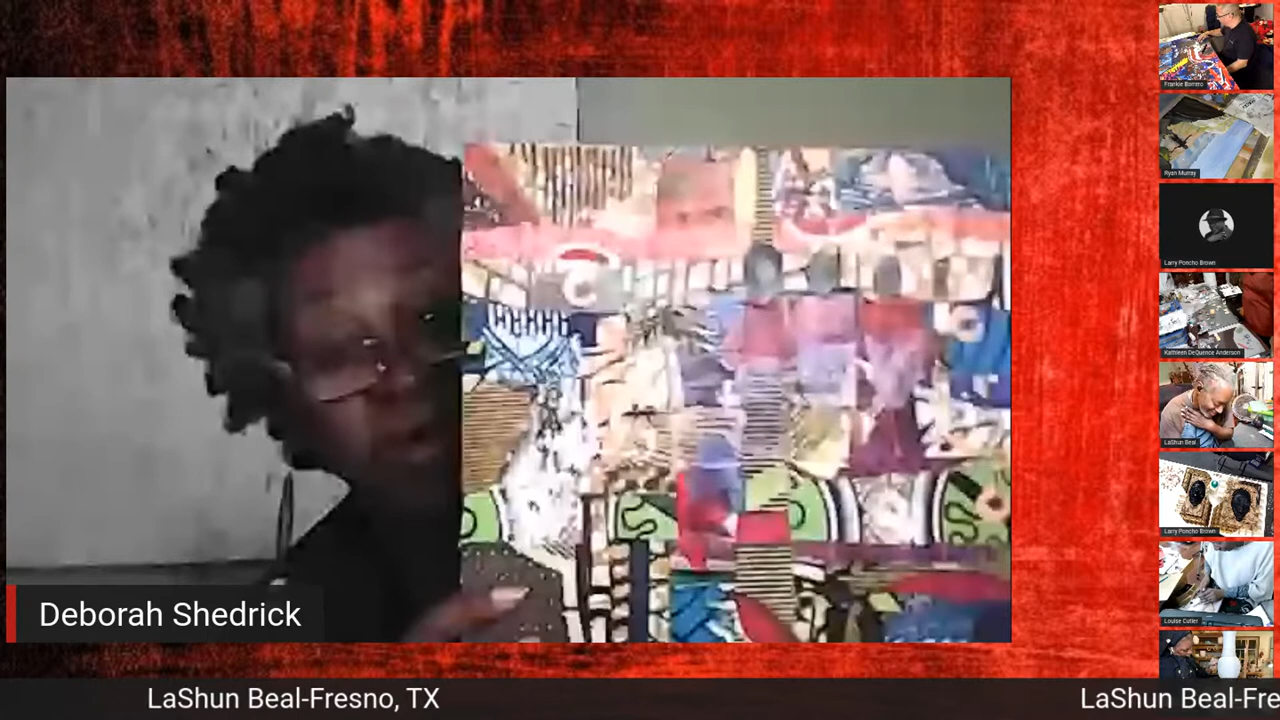 Deborah Shedrick
LaShun Beal-Fresno, TX
LaShun Beal-Fre
Frankie Borrero
Ryan Murray
Larry Poncho Brown
Kathleen DeQuence Anderson
LaShun Beal
Larry Poncho Brown
Louise Cutler